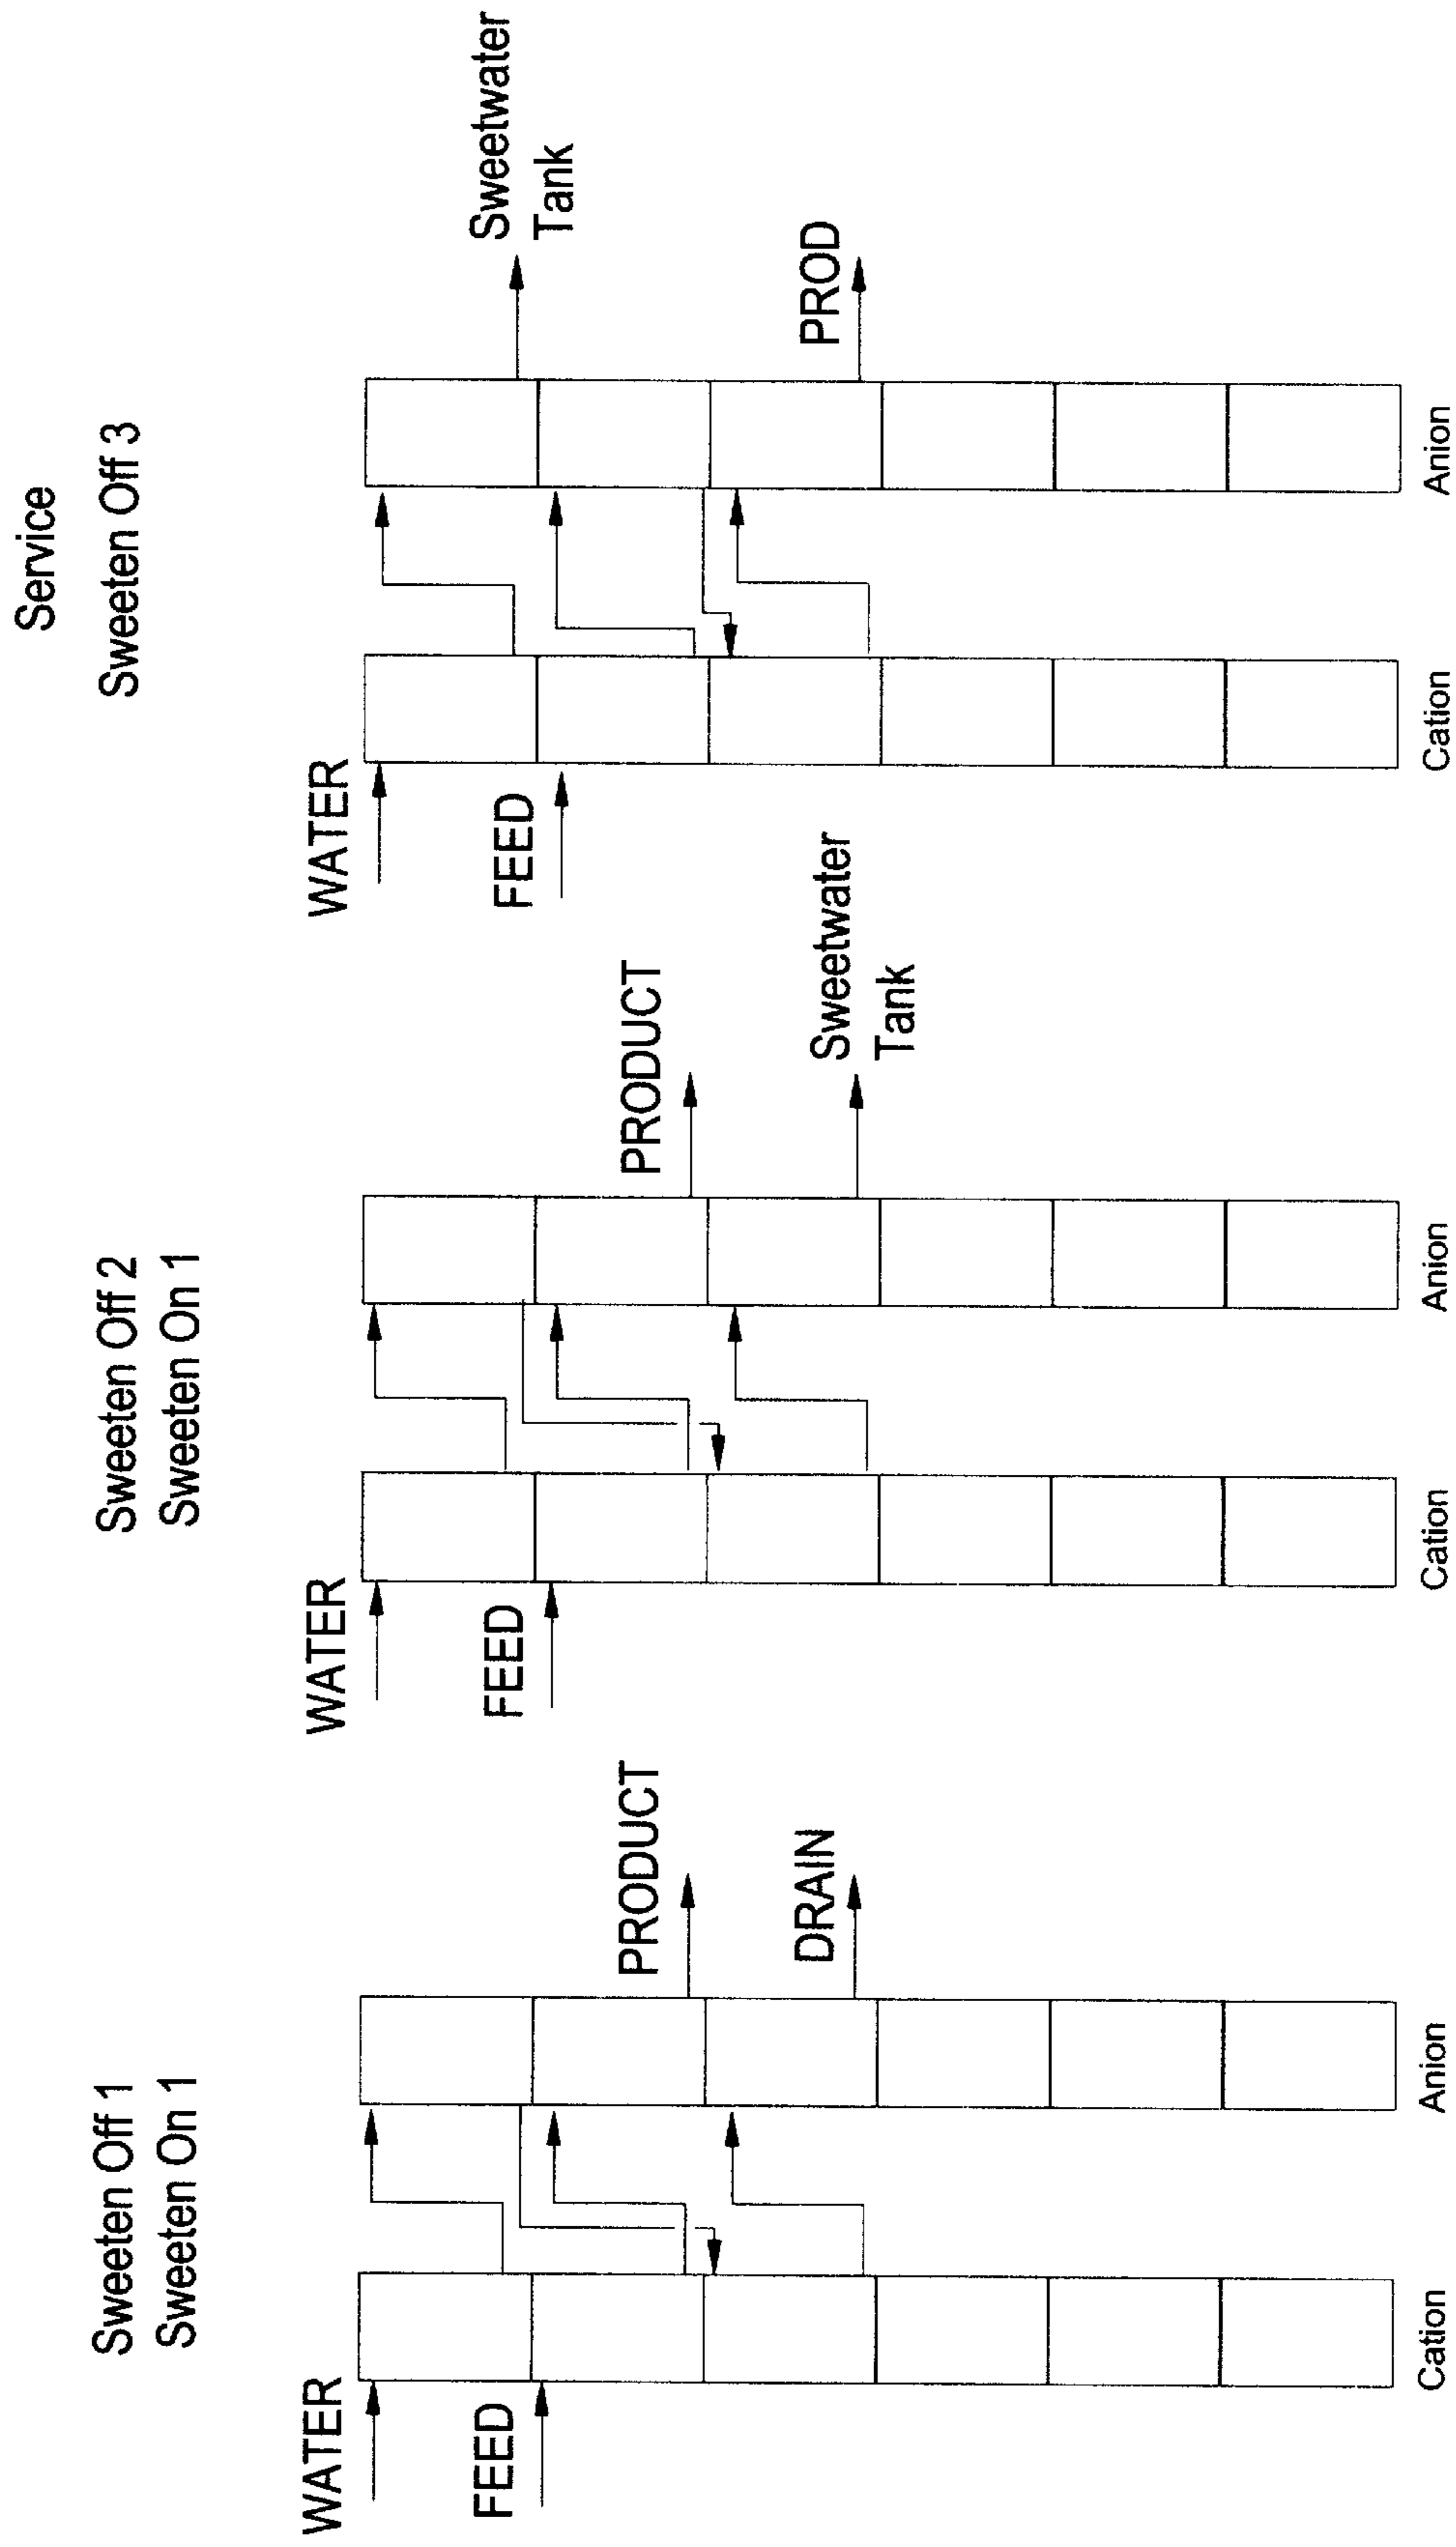 Sweeten Off 1
Sweeten On 1
WATER
FEED
PRODUCT
DRAIN
Cation
Anion
Sweeten Off 2
Sweeten On 1
WATER
FEED
PRODUCT
Sweetwater
Tank
Cation
Anion
Service
Sweeten Off 3
WATER
FEED
Sweetwater
Tank
PROD
Cation
Anion